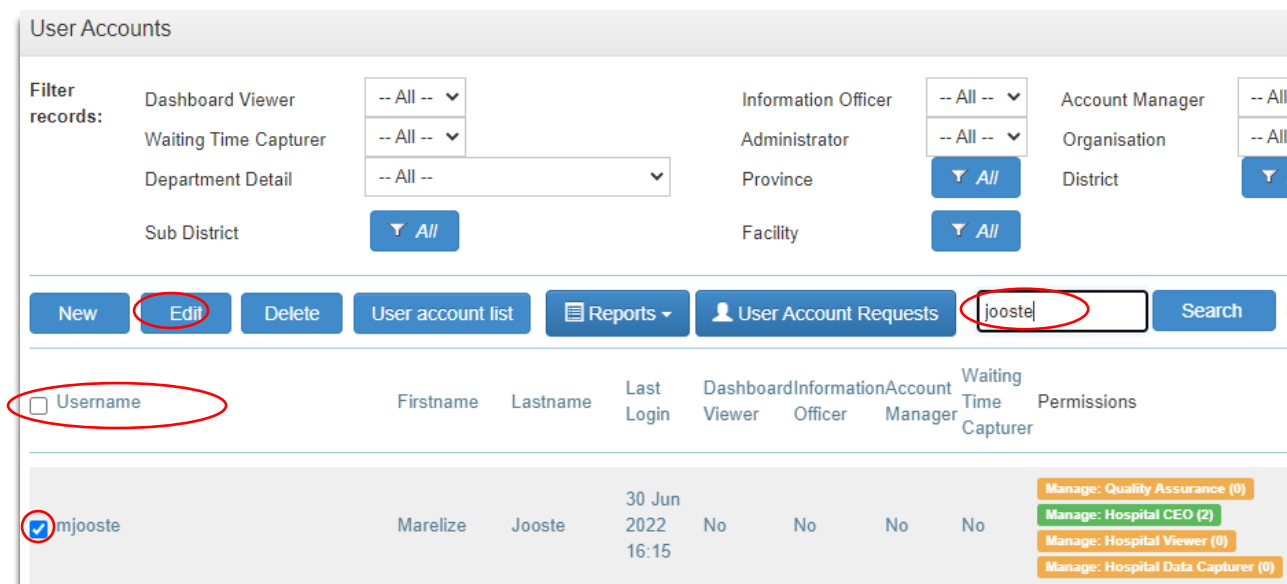 User Accounts
Filter records:
Dashboard Viewer -- All -- Information Officer -- All -- Account Manager -- All
Waiting Time Capturer -- All -- Administrator -- All -- Organisation -- All
Department Detail -- All -- Province All District
Sub District All Facility All
New Edit Delete User account list Reports User Account Requests jooste Search
Username Firstname Lastname Last Login Dashboard Viewer Information Officer Account Manager Waiting Time Capturer Permissions
mjooste Marelize Jooste 30 Jun 2022 16:15 No No No No
Manage: Quality Assurance (0)
Manage: Hospital CEO (2)
Manage: Hospital Viewer (0)
Manage: Hospital Data Capturer (0)